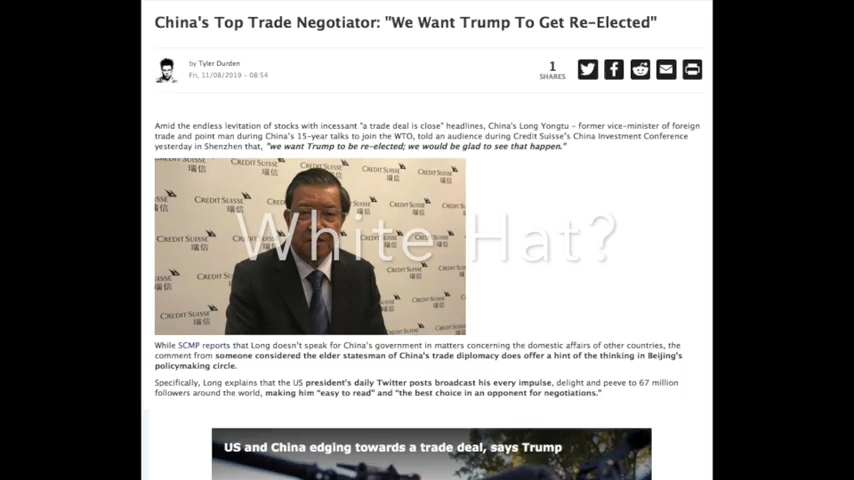 China's Top Trade Negotiator: "We Want Trump To Get Re-Elected"
by Tyler Durden
Fri, 11/08/2019 - 08:54
1
SHARES
Amid the endless levitation of stocks with incessant "a trade deal is close" headlines, China's Long Yongtu – former vice-minister of foreign
trade and point man during China's 15-year talks to join the WTO, told an audience during Credit Suisse's China Investment Conference
yesterday in Shenzhen that, "we want Trump to be re-elected; we would be glad to see that happen."
CREDIT SUISSE
瑞信
White Hat?
While SCMP reports that Long doesn't speak for China's government in matters concerning the domestic affairs of other countries, the
comment from someone considered the elder statesman of China's trade diplomacy does offer a hint of the thinking in Beijing's
policymaking circle.
Specifically, Long explains that the US president's daily Twitter posts broadcast his every impulse, delight and peeve to 67 million
followers around the world, making him "easy to read" and "the best choice in an opponent for negotiations."
US and China edging towards a trade deal, says Trump